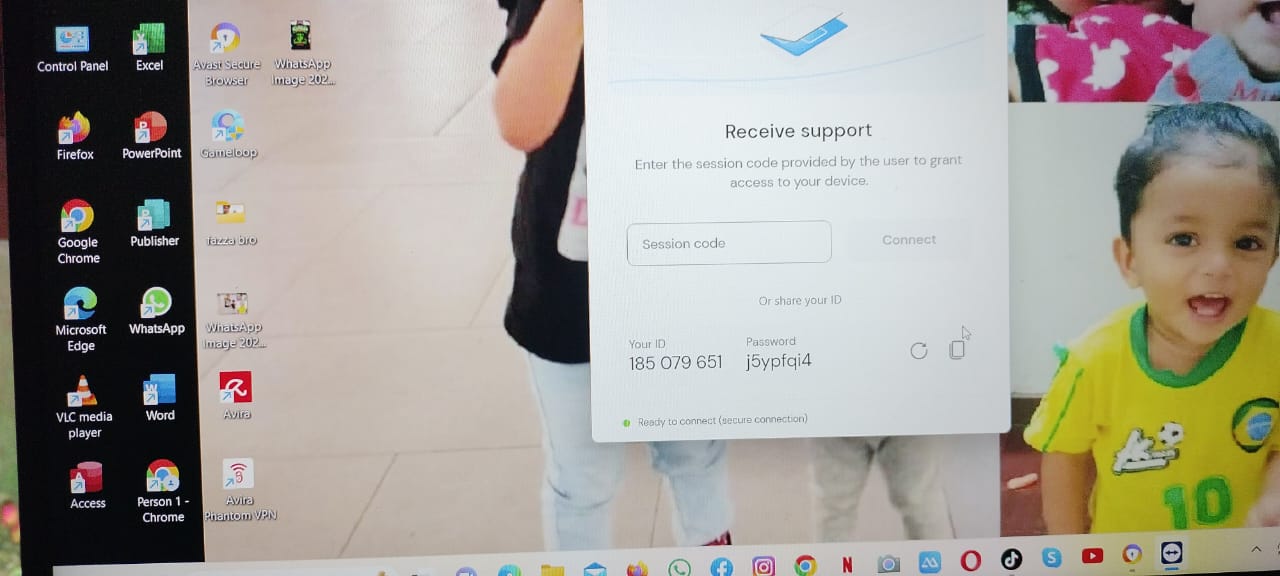 Control Panel
Excel
Avast Secure
Browser
WhatsApp
Image 202...
Firefox
PowerPoint
Gameloop
Google
Chrome
Publisher
fazza bro
Microsoft
Edge
WhatsApp
WhatsApp
Image 202...
VLC media
player
Word
Avira
Access
Person 1 -
Chrome
Avira
Phantom VPN
Receive support
Enter the session code provided by the user to grant
access to your device.
Session code
Connect
Or share your ID
Your ID
Password
185 079 651
j5ypfqi4
Ready to connect (secure connection)
10